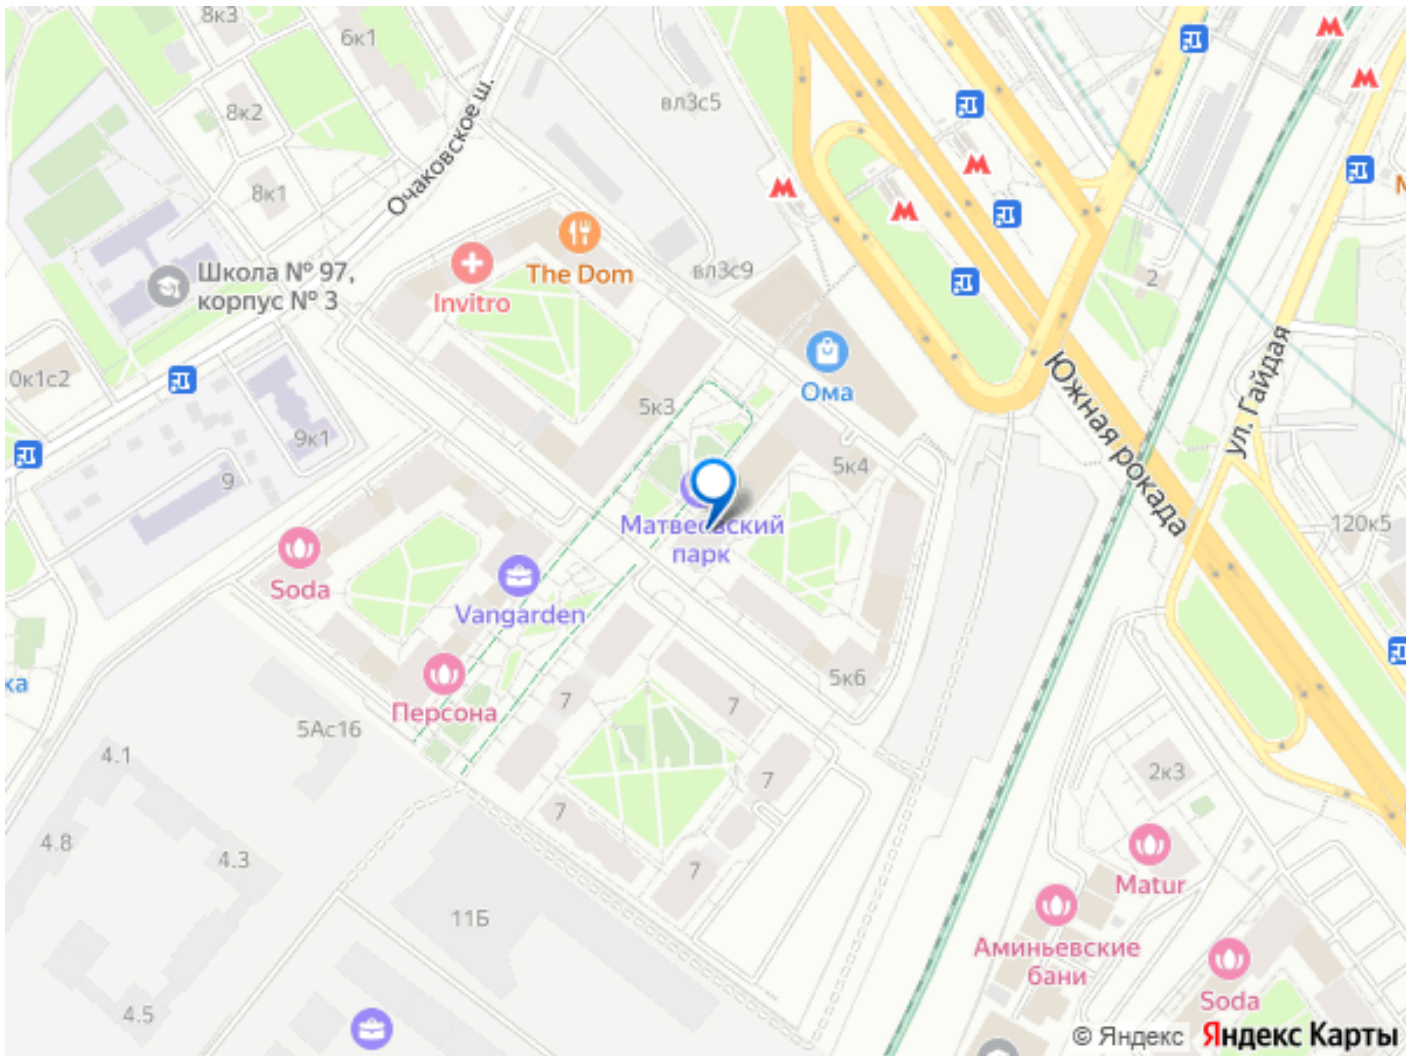 8к3
6к1
Очаковское ш.
8к2
вл3с5
8к1
Школа № 97,
корпус № 3
The Dom
Invitro
вл3с9
2
0к1с2
Ома
Южная рокада
ул. Гайдая
5к3
9к1
9
5к4
Матвеевский
парк
120к5
Soda
Vangarden
ка
Персона
7
7
5к6
5Ас16
4.1
7
2к3
7
4.8
4.3
7
Matur
11Б
Аминьевские
бани
Soda
4.5
© Яндекс Яндекс Карты